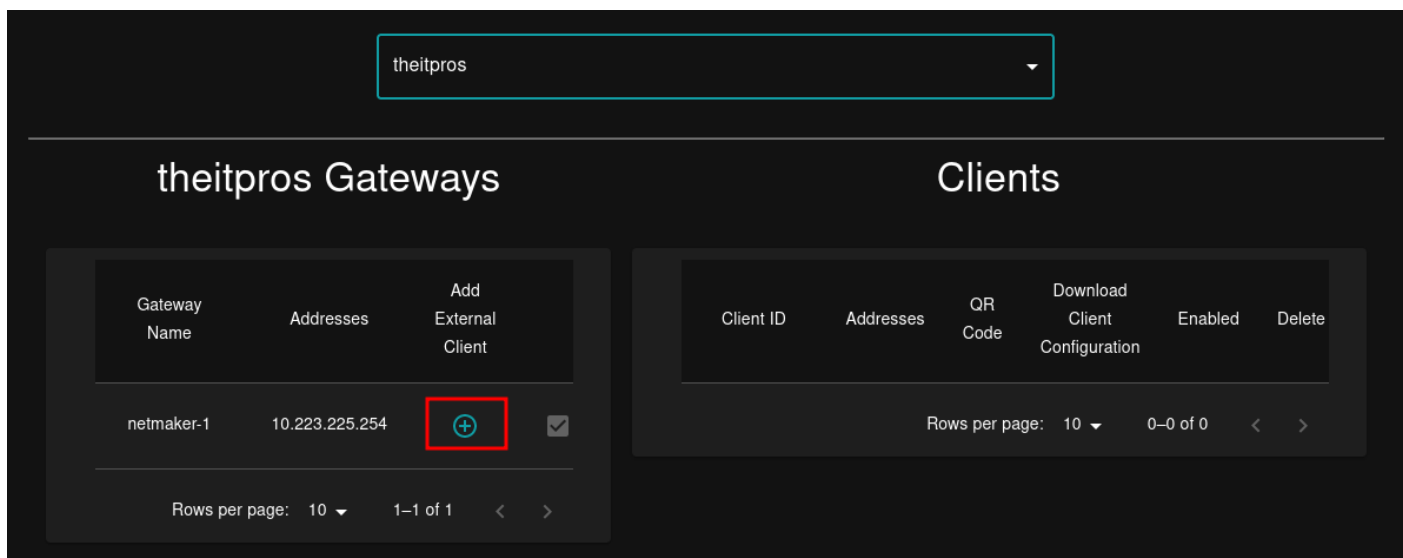 theitpros
theitpros Gateways
Gateway
Name
Addresses
Add
External
Client
netmaker-1
10.223.225.254
Rows per page: 10
1–1 of 1
Clients
Client ID
Addresses
QR
Code
Download
Client
Configuration
Enabled
Delete
Rows per page: 10
0–0 of 0